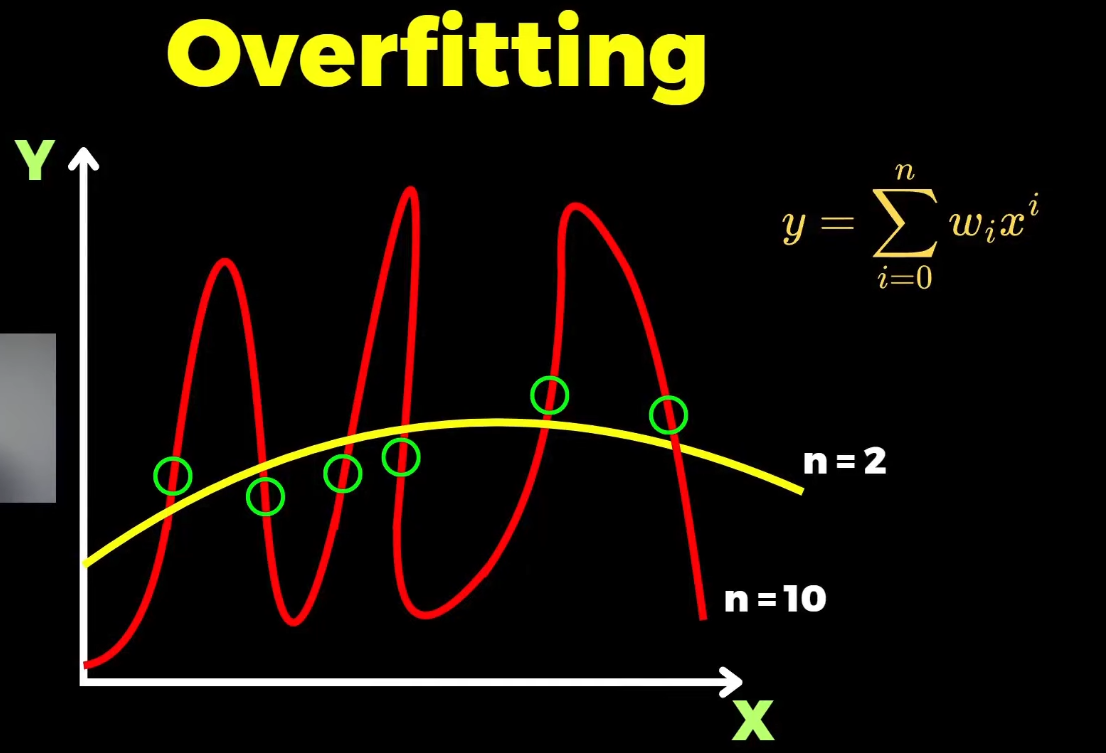 Overfitting
Y
y = \sum_{i=0}^{n} w_i x^i
n = 2
n = 10
X